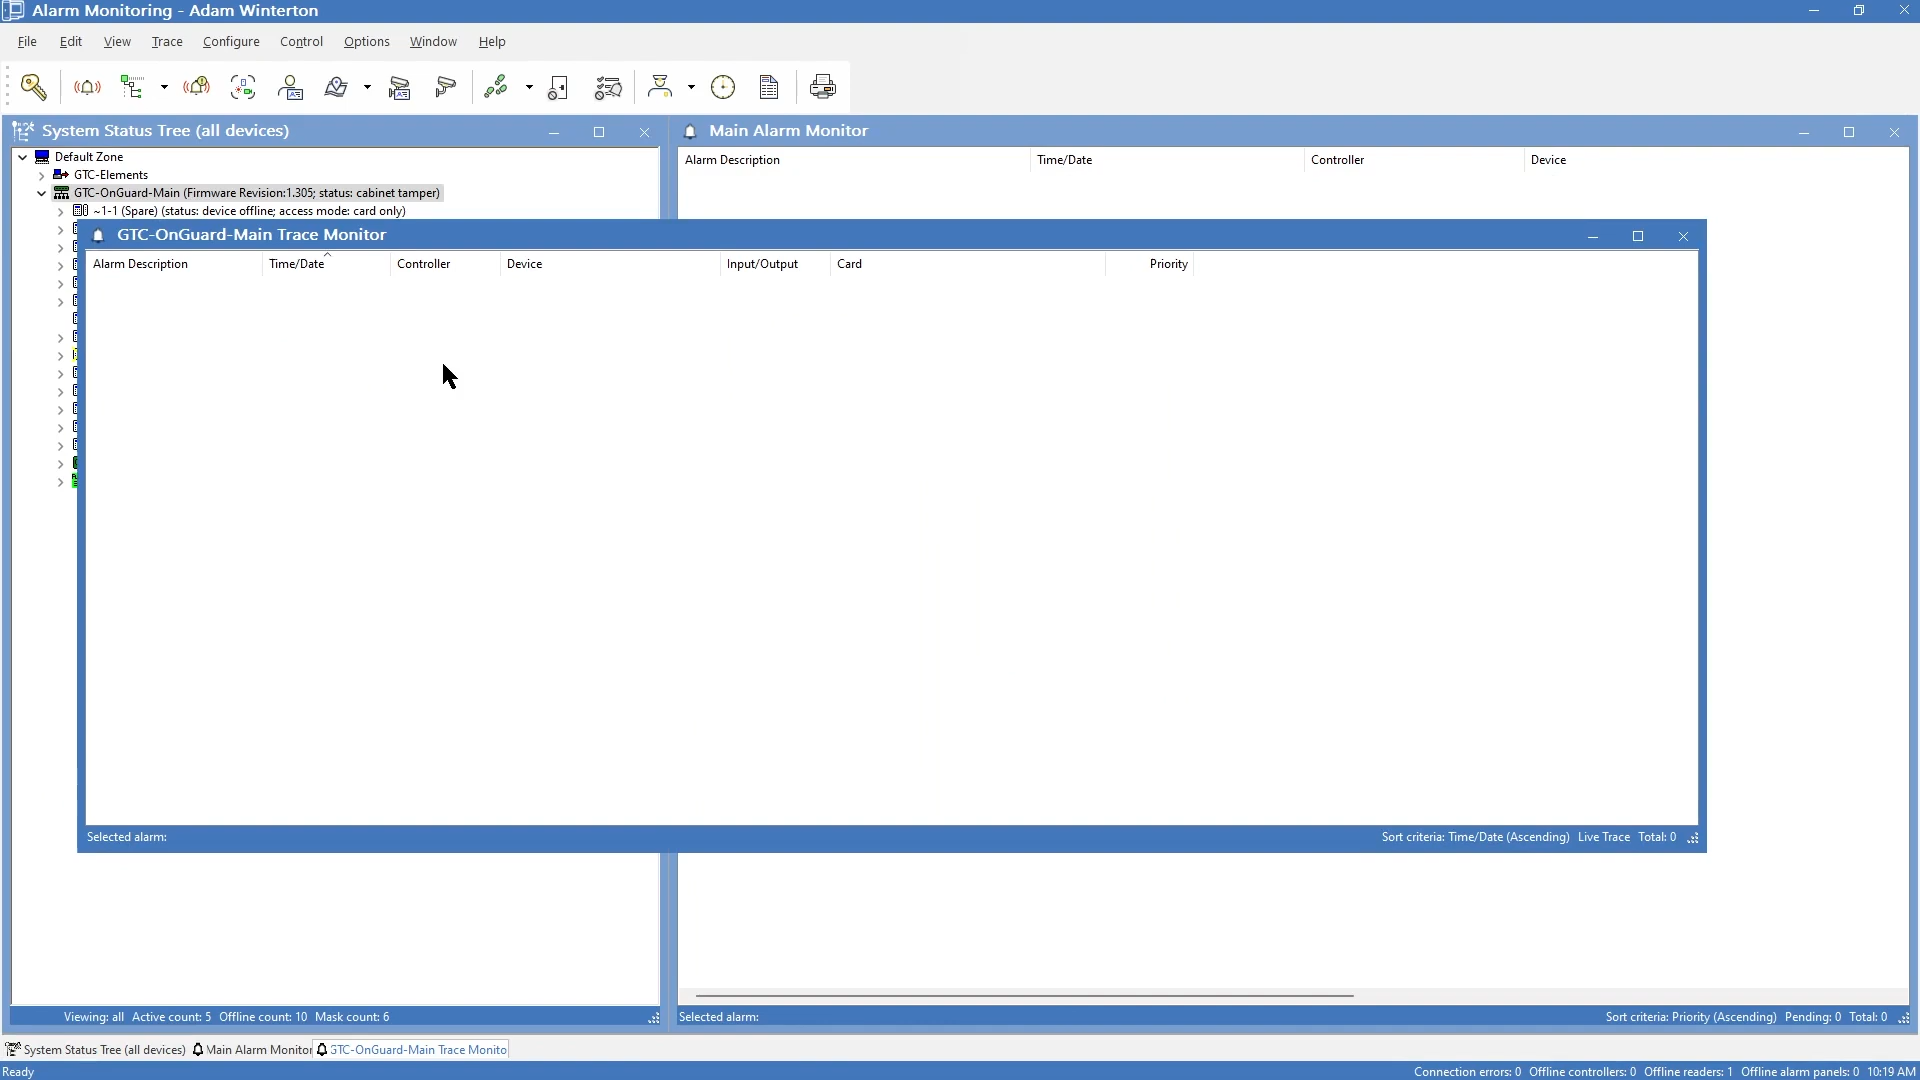 Alarm Monitoring - Adam Winterton
File Edit View Trace Configure Control Options Window Help
System Status Tree (all devices)
Default Zone
GTC-Elements
GTC-OnGuard-Main (Firmware Revision:1.305; status: cabinet tamper)
~1-1 (Spare) (status: device offline; access mode: card only)
Main Alarm Monitor
Alarm Description Time/Date Controller Device
GTC-OnGuard-Main Trace Monitor
Alarm Description Time/Date Controller Device Input/Output Card Priority
Selected alarm: Sort criteria: Time/Date (Ascending) Live Trace Total: 0
Viewing: all Active count: 5 Offline count: 10 Mask count: 6
Selected alarm: Sort criteria: Priority (Ascending) Pending: 0 Total: 0
System Status Tree (all devices) Main Alarm Monitor GTC-OnGuard-Main Trace Monito
Ready Connection errors: 0 Offline controllers: 0 Offline readers: 1 Offline alarm panels: 0 10:19 AM